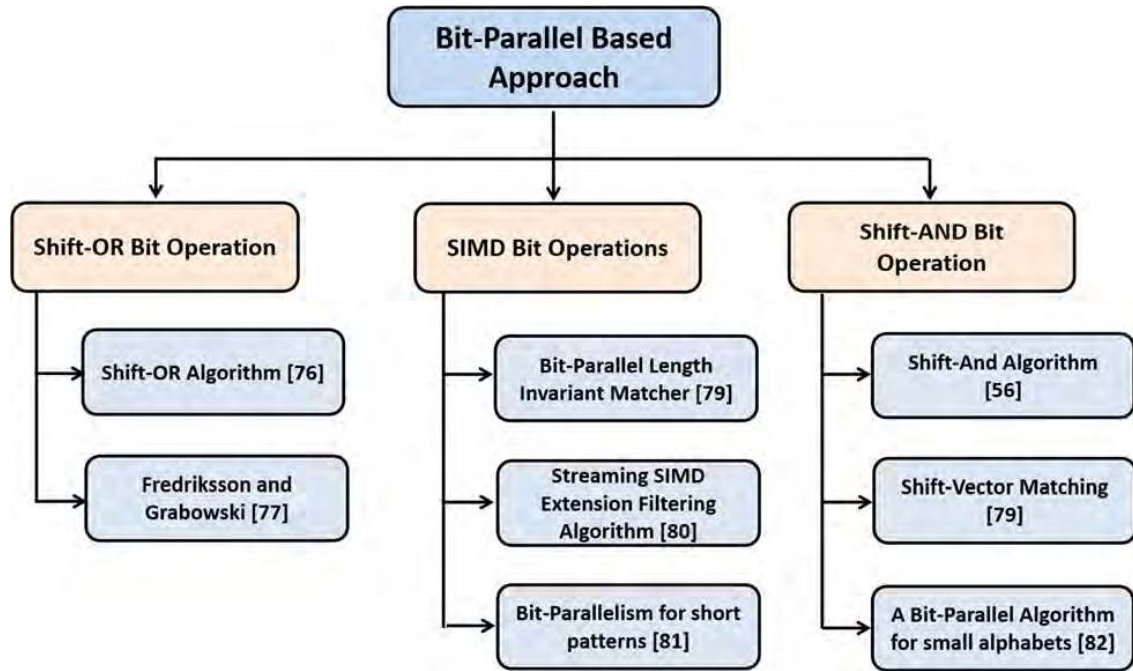 Bit-Parallel Based
Approach
Shift-OR Bit Operation
Shift-OR Algorithm [76]
Fredriksson and
Grabowski [77]
SIMD Bit Operations
Bit-Parallel Length
Invariant Matcher [79]
Streaming SIMD
Extension Filtering
Algorithm [80]
Bit-Parallelism for short
patterns [81]
Shift-AND Bit
Operation
Shift-And Algorithm
[56]
Shift-Vector Matching
[79]
A Bit-Parallel Algorithm
for small alphabets [82]